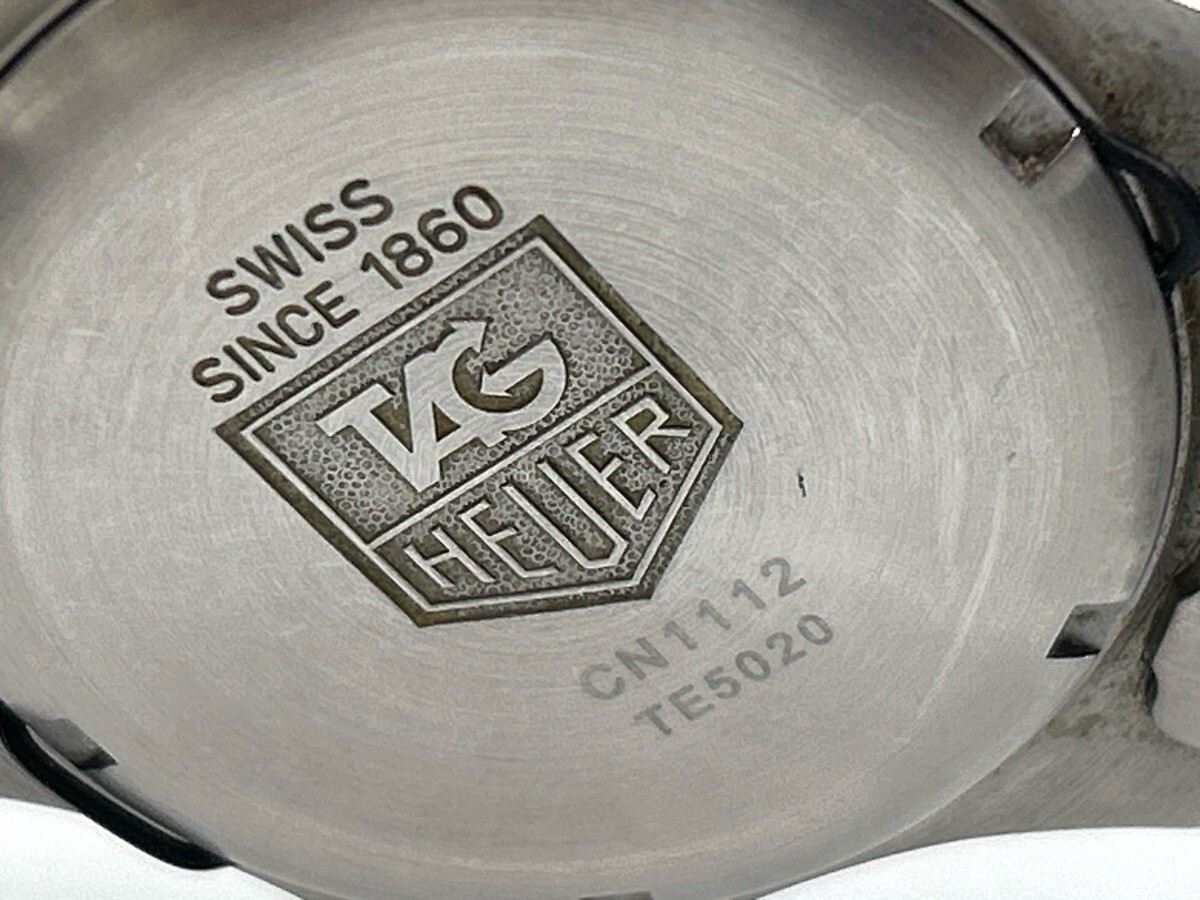 SWISS
SINCE 1860
TAG
HEUER
CN1112
TE5020